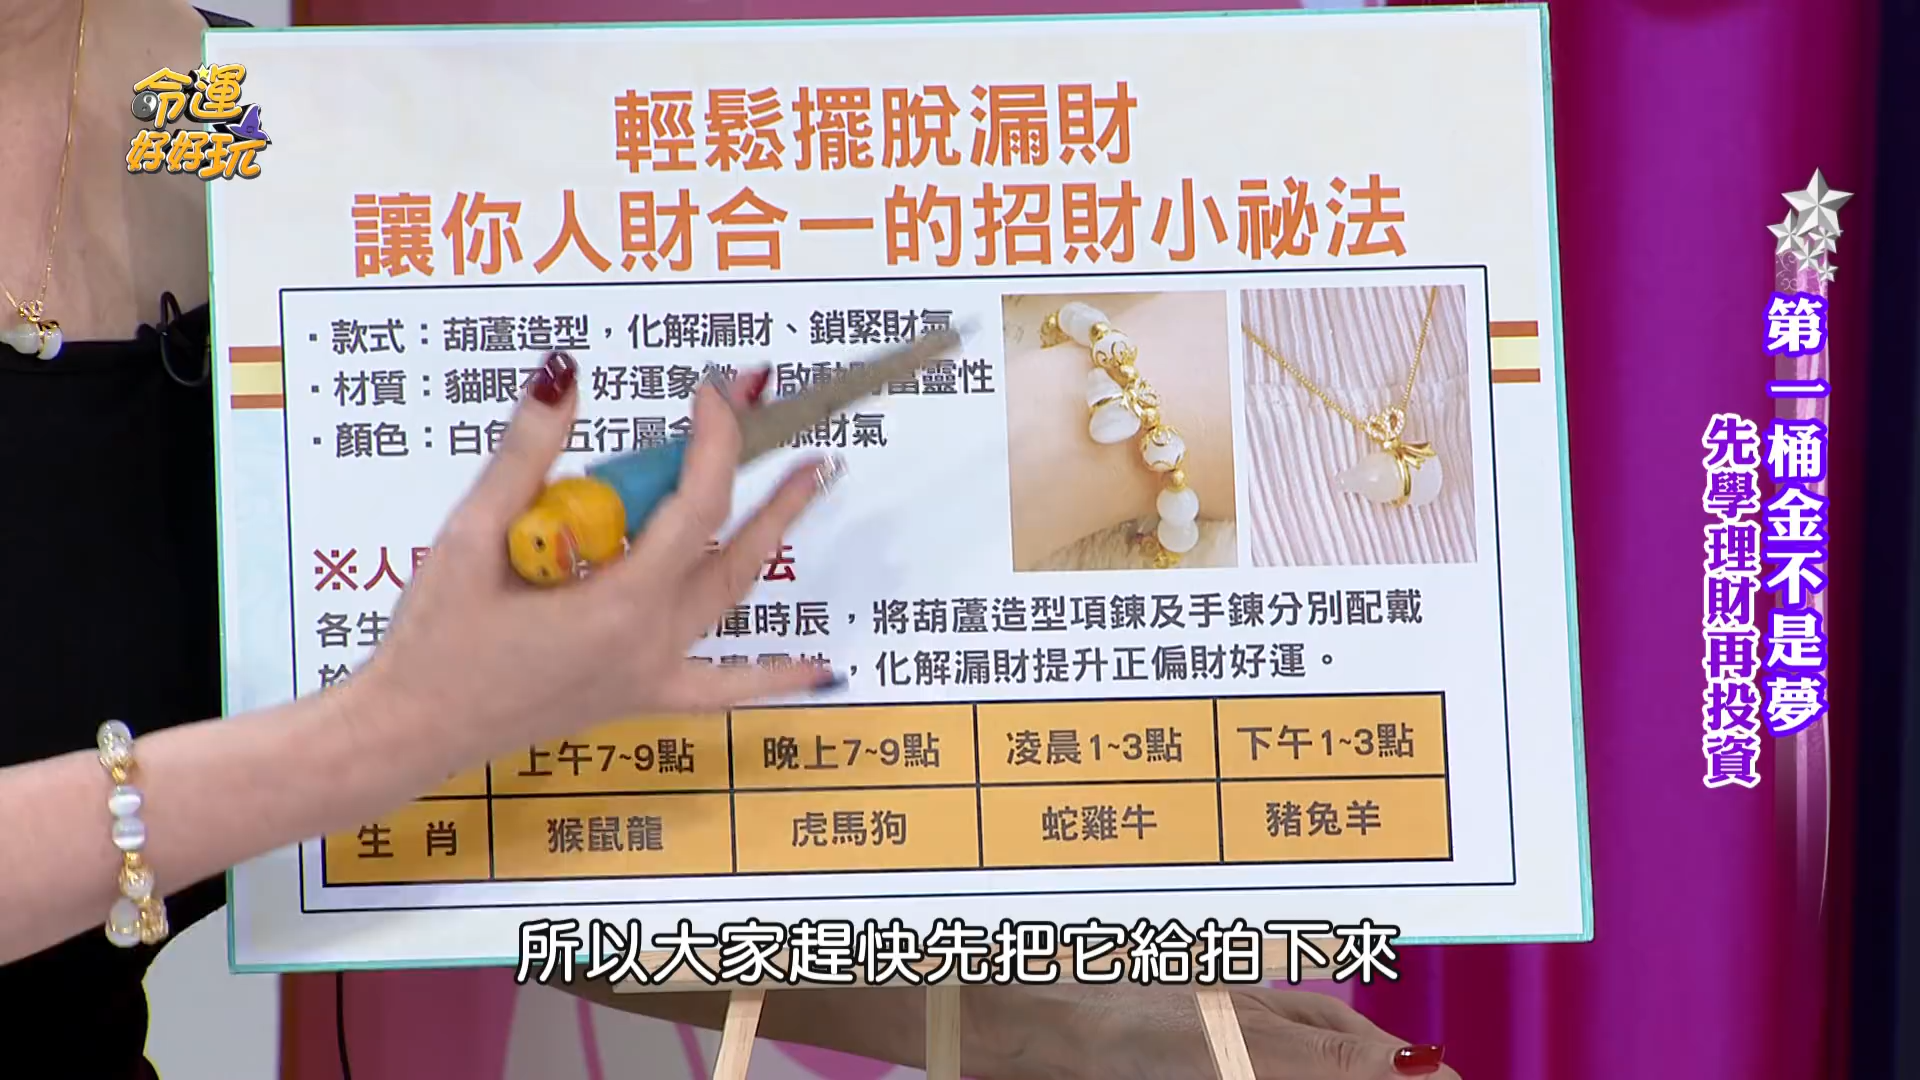 命運
好好玩
輕鬆擺脫漏財
讓你人財合一的招財小祕法
・款式：葫蘆造型，化解漏財、鎖緊財氣
・材質：貓眼 好運象 啟動 靈性
・顏色：白色 五行屬金 財氣
※人 法
各生 庫時辰，將葫蘆造型項鍊及手鍊分別配戴
於 ，化解漏財提升正偏財好運。
上午7~9點 晚上7~9點 凌晨1~3點 下午1~3點
生肖 猴鼠龍 虎馬狗 蛇雞牛 豬兔羊
第一桶金不是夢
先學理財再投資
所以大家趕快先把它給拍下來